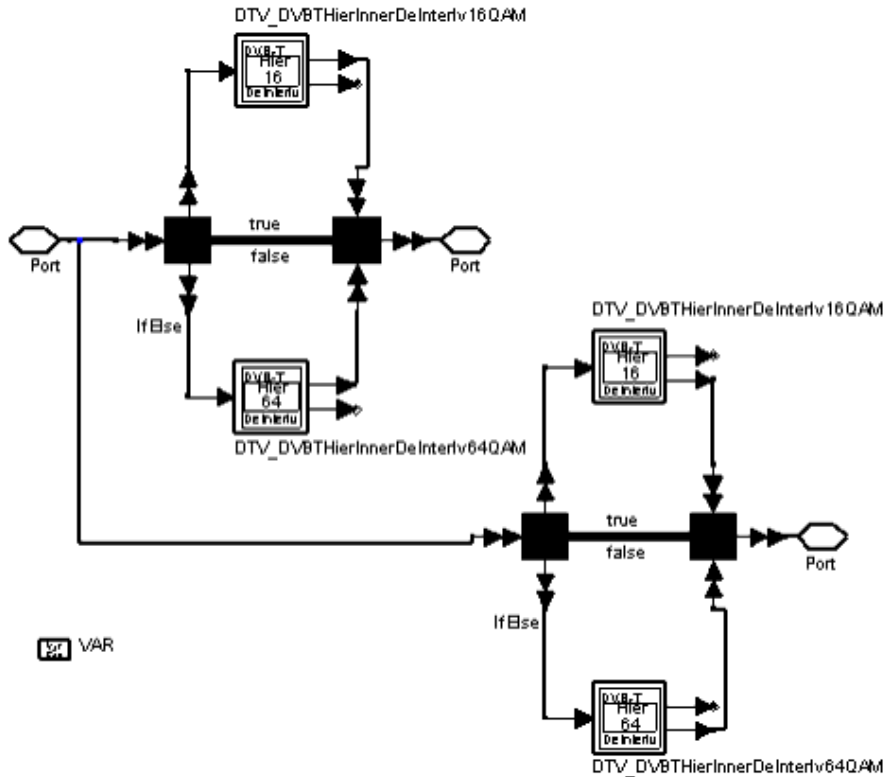 DTV_DVBTHierInnerDeInterlv16QAM
DVB-T
Hier
16
DeInterlv
true
false
Port
Port
IfElse
DVB-T
Hier
64
DeInterlv
DTV_DVBTHierInnerDeInterlv64QAM
DTV_DVBTHierInnerDeInterlv16QAM
DVB-T
Hier
16
DeInterlv
true
false
Port
IfElse
VAR
DVB-T
Hier
64
DeInterlv
DTV_DVBTHierInnerDeInterlv64QAM